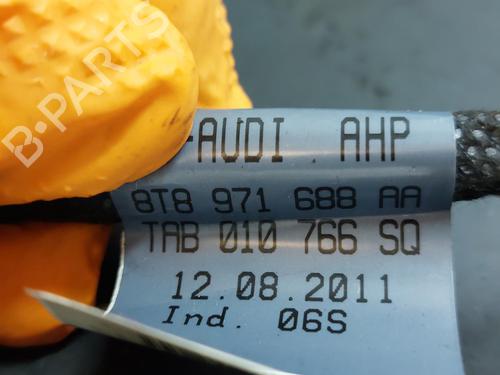 -AUDI . AHP
8T8 971 688 AA
TAB 010 766 SQ
12.08.2011
Ind. 06S
B-PARTS